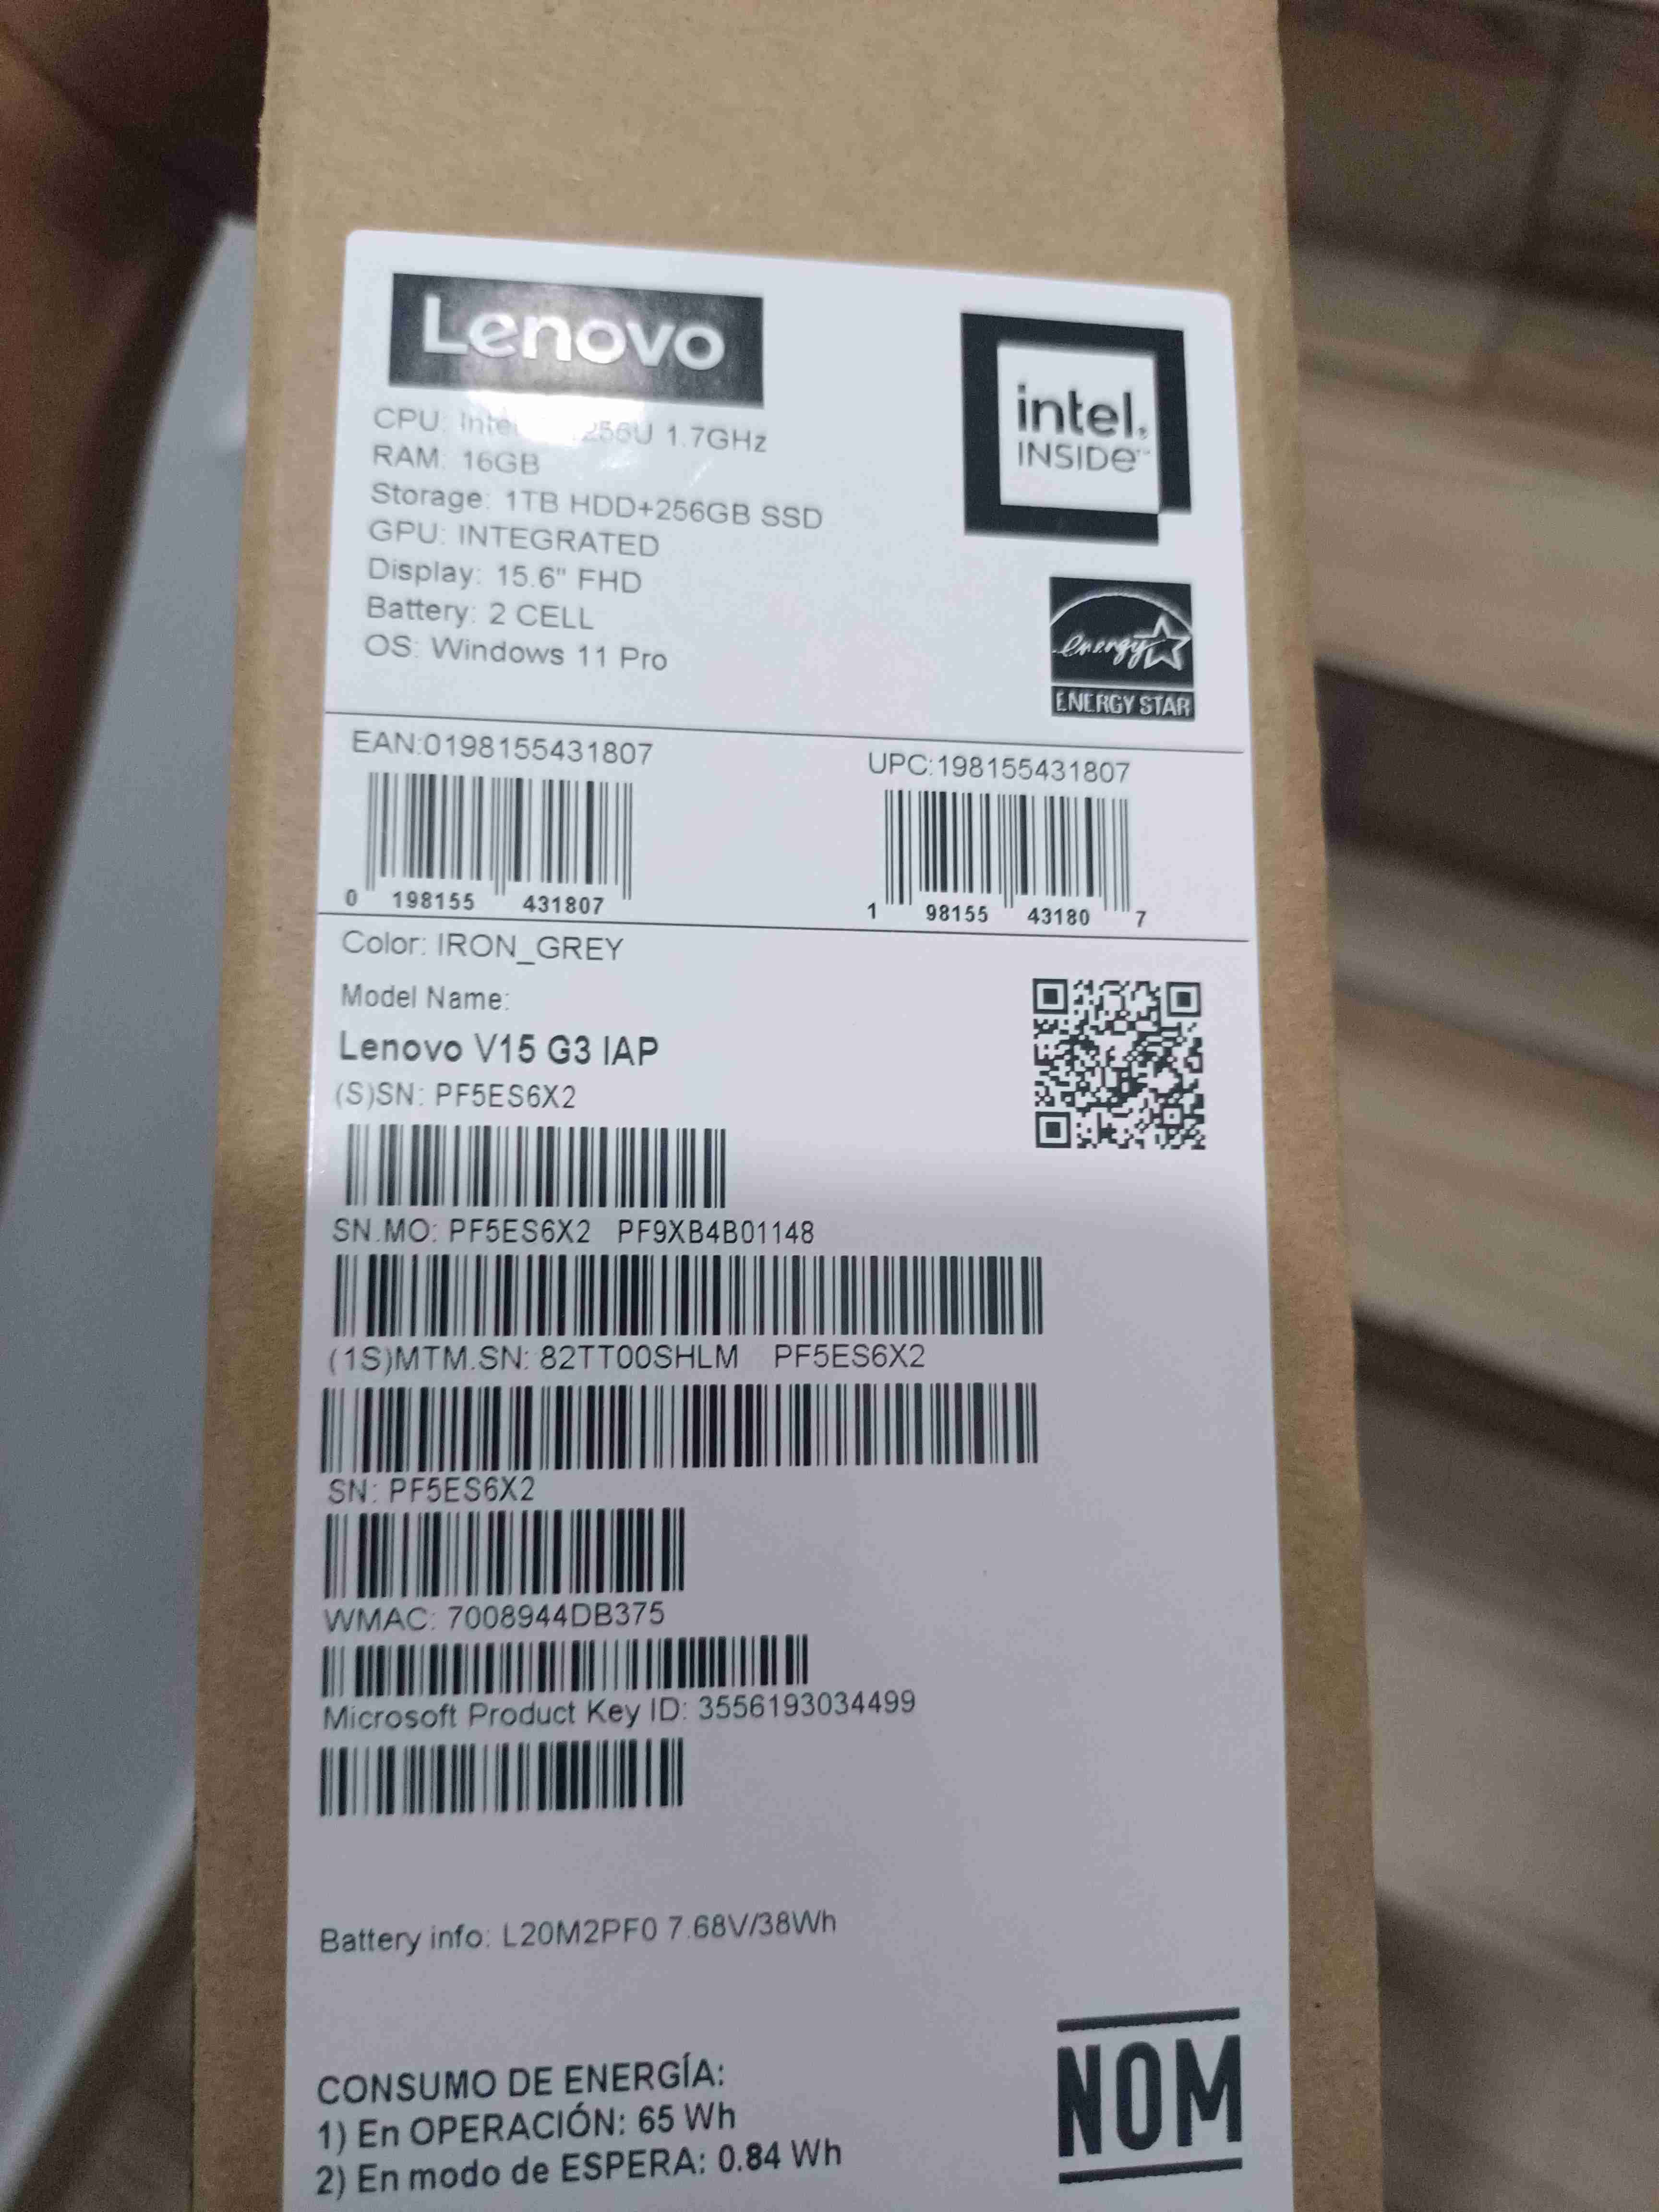 Lenovo
intel.
INSIDE™
CPU: 1.7GHz
RAM: 16GB
Storage: 1TB HDD+256GB SSD
GPU: INTEGRATED
Display: 15.6" FHD
Battery: 2 CELL
OS: Windows 11 Pro
energy
ENERGY STAR
EAN:0198155431807
UPC:198155431807
0 198155 431807
1 98155 43180 7
Color: IRON_GREY
Model Name:
Lenovo V15 G3 IAP
(S)SN: PF5ES6X2
SN.MO: PF5ES6X2 PF9XB4B01148
(1S)MTM.SN: 82TT00SHLM PF5ES6X2
SN: PF5ES6X2
WMAC: 7008944DB375
Microsoft Product Key ID: 3556193034499
Battery info: L20M2PF0 7.68V/38Wh
CONSUMO DE ENERGÍA:
1) En OPERACIÓN: 65 Wh
2) En modo de ESPERA: 0.84 Wh
NOM